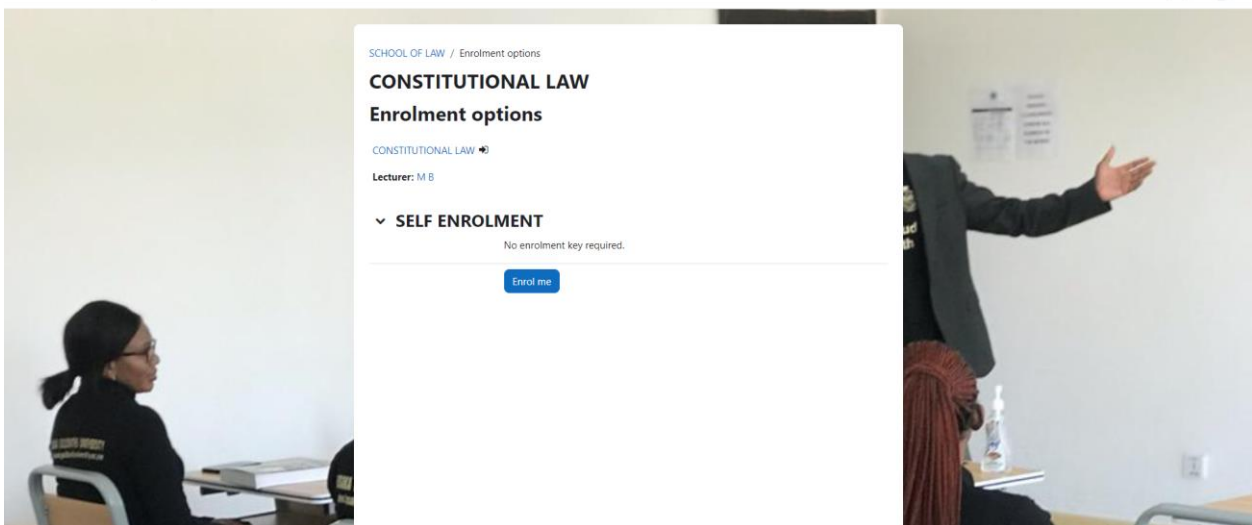 SCHOOL OF LAW / Enrolment options
CONSTITUTIONAL LAW
Enrolment options
CONSTITUTIONAL LAW
Lecturer: M B
SELF ENROLMENT
No enrolment key required.
Enrol me